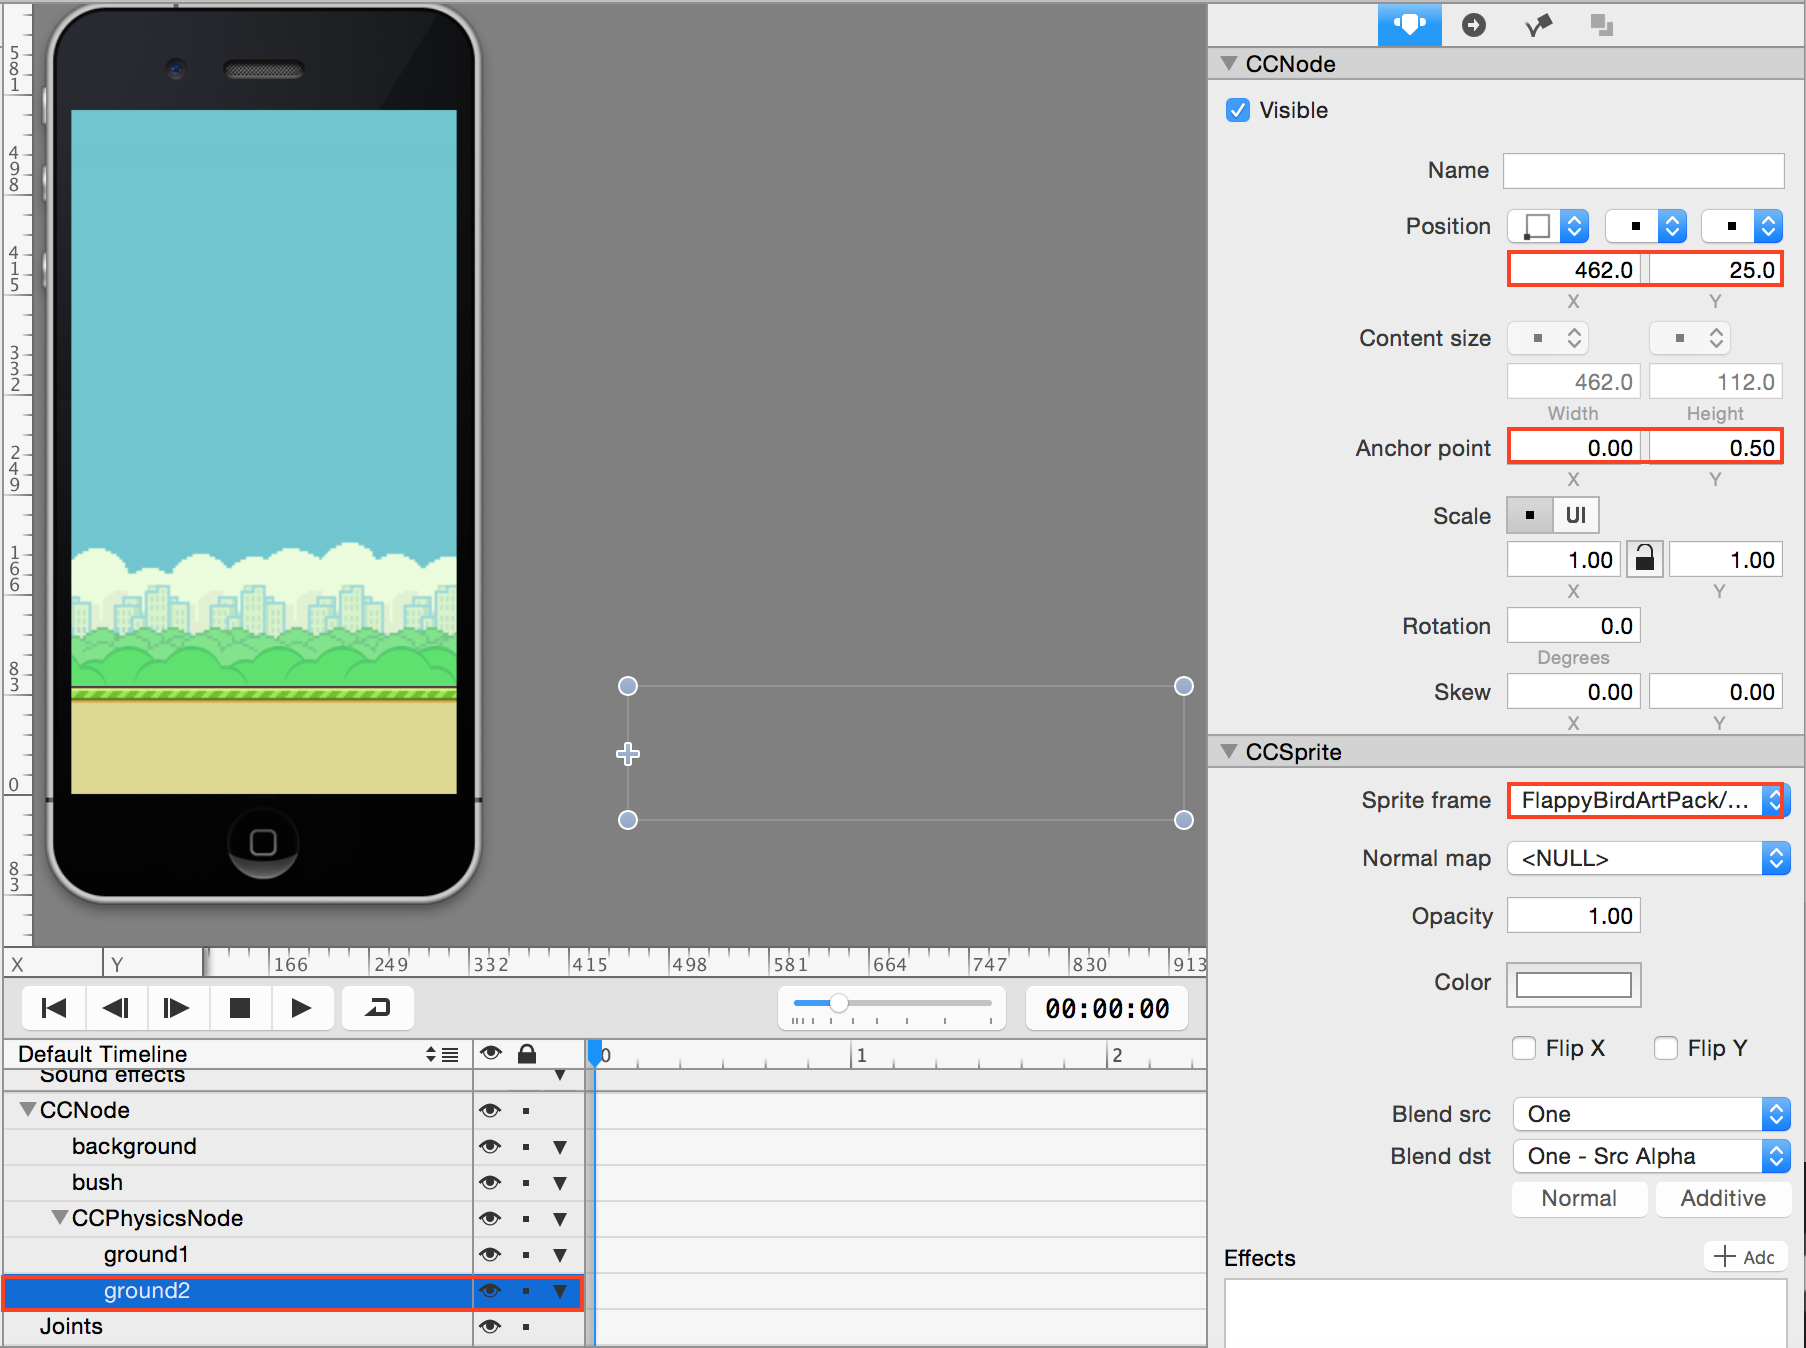 CCNode
Visible
Name
Position
462.0 25.0
X Y
Content size
462.0 112.0
Width Height
Anchor point 0.00 0.50
X Y
Scale UI
1.00 1.00
X Y
Rotation 0.0
Degrees
Skew 0.00 0.00
X Y
CCSprite
Sprite frame FlappyBirdArtPack/...
Normal map <NULL>
Opacity 1.00
Color
Flip X Flip Y
Blend src One
Blend dst One - Src Alpha
Normal Additive
Effects Adc
581
498
415
332
249
166
83
0
83
X Y 166 249 332 415 498 581 664 747 830 913
00:00:00
Default Timeline 0 1 2
Sound effects
CCNode
background
bush
CCPhysicsNode
ground1
ground2
Joints